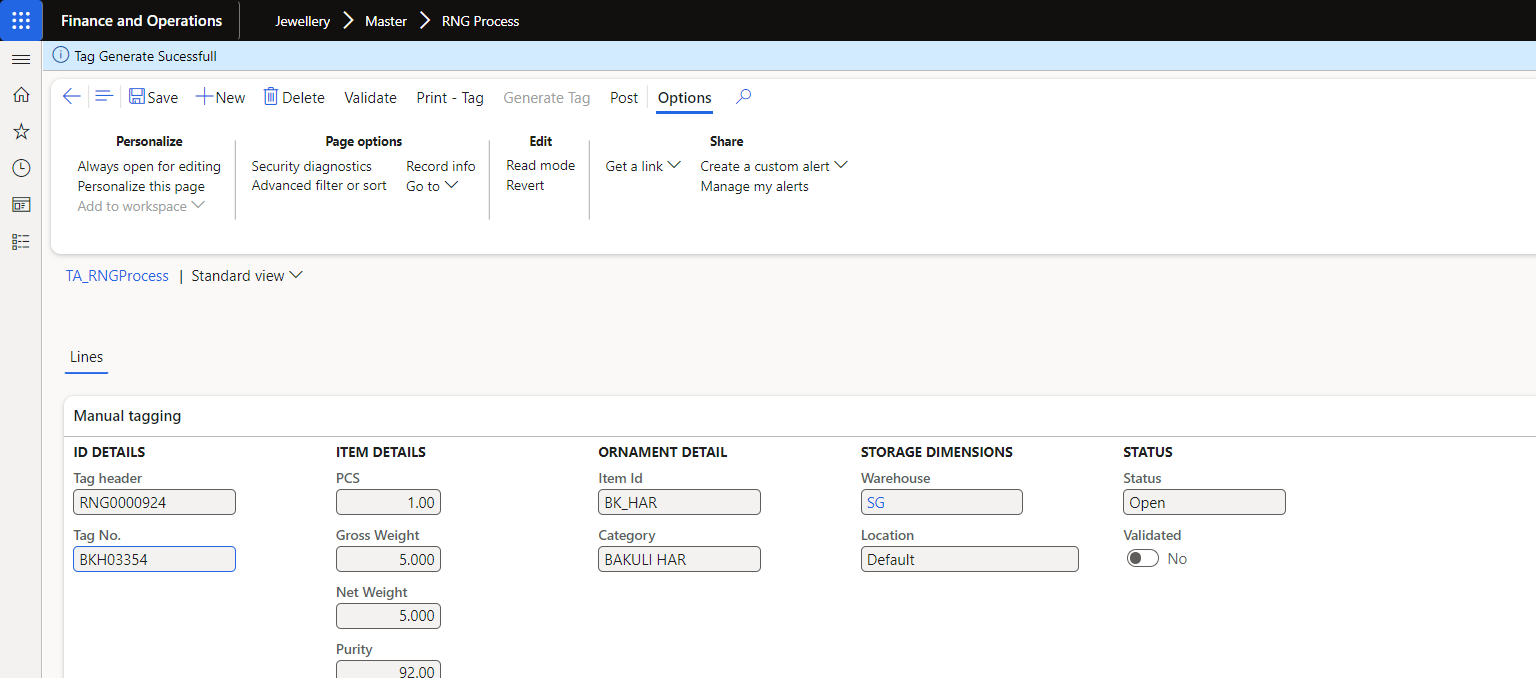 Finance and Operations Jewellery Master RNG Process
Tag Generate Sucessfull
Save New Delete Validate Print - Tag Generate Tag Post Options
Personalize
Always open for editing
Personalize this page
Add to workspace
Page options
Security diagnostics
Advanced filter or sort
Record info
Go to
Edit
Read mode
Revert
Share
Get a link
Create a custom alert
Manage my alerts
TA_RNGProcess | Standard view
Lines
Manual tagging
ID DETAILS
Tag header
RNG0000924
Tag No.
BKH03354
ITEM DETAILS
PCS
1.00
Gross Weight
5.000
Net Weight
5.000
Purity
92.00
ORNAMENT DETAIL
Item Id
BK_HAR
Category
BAKULI HAR
STORAGE DIMENSIONS
Warehouse
SG
Location
Default
STATUS
Status
Open
Validated
No